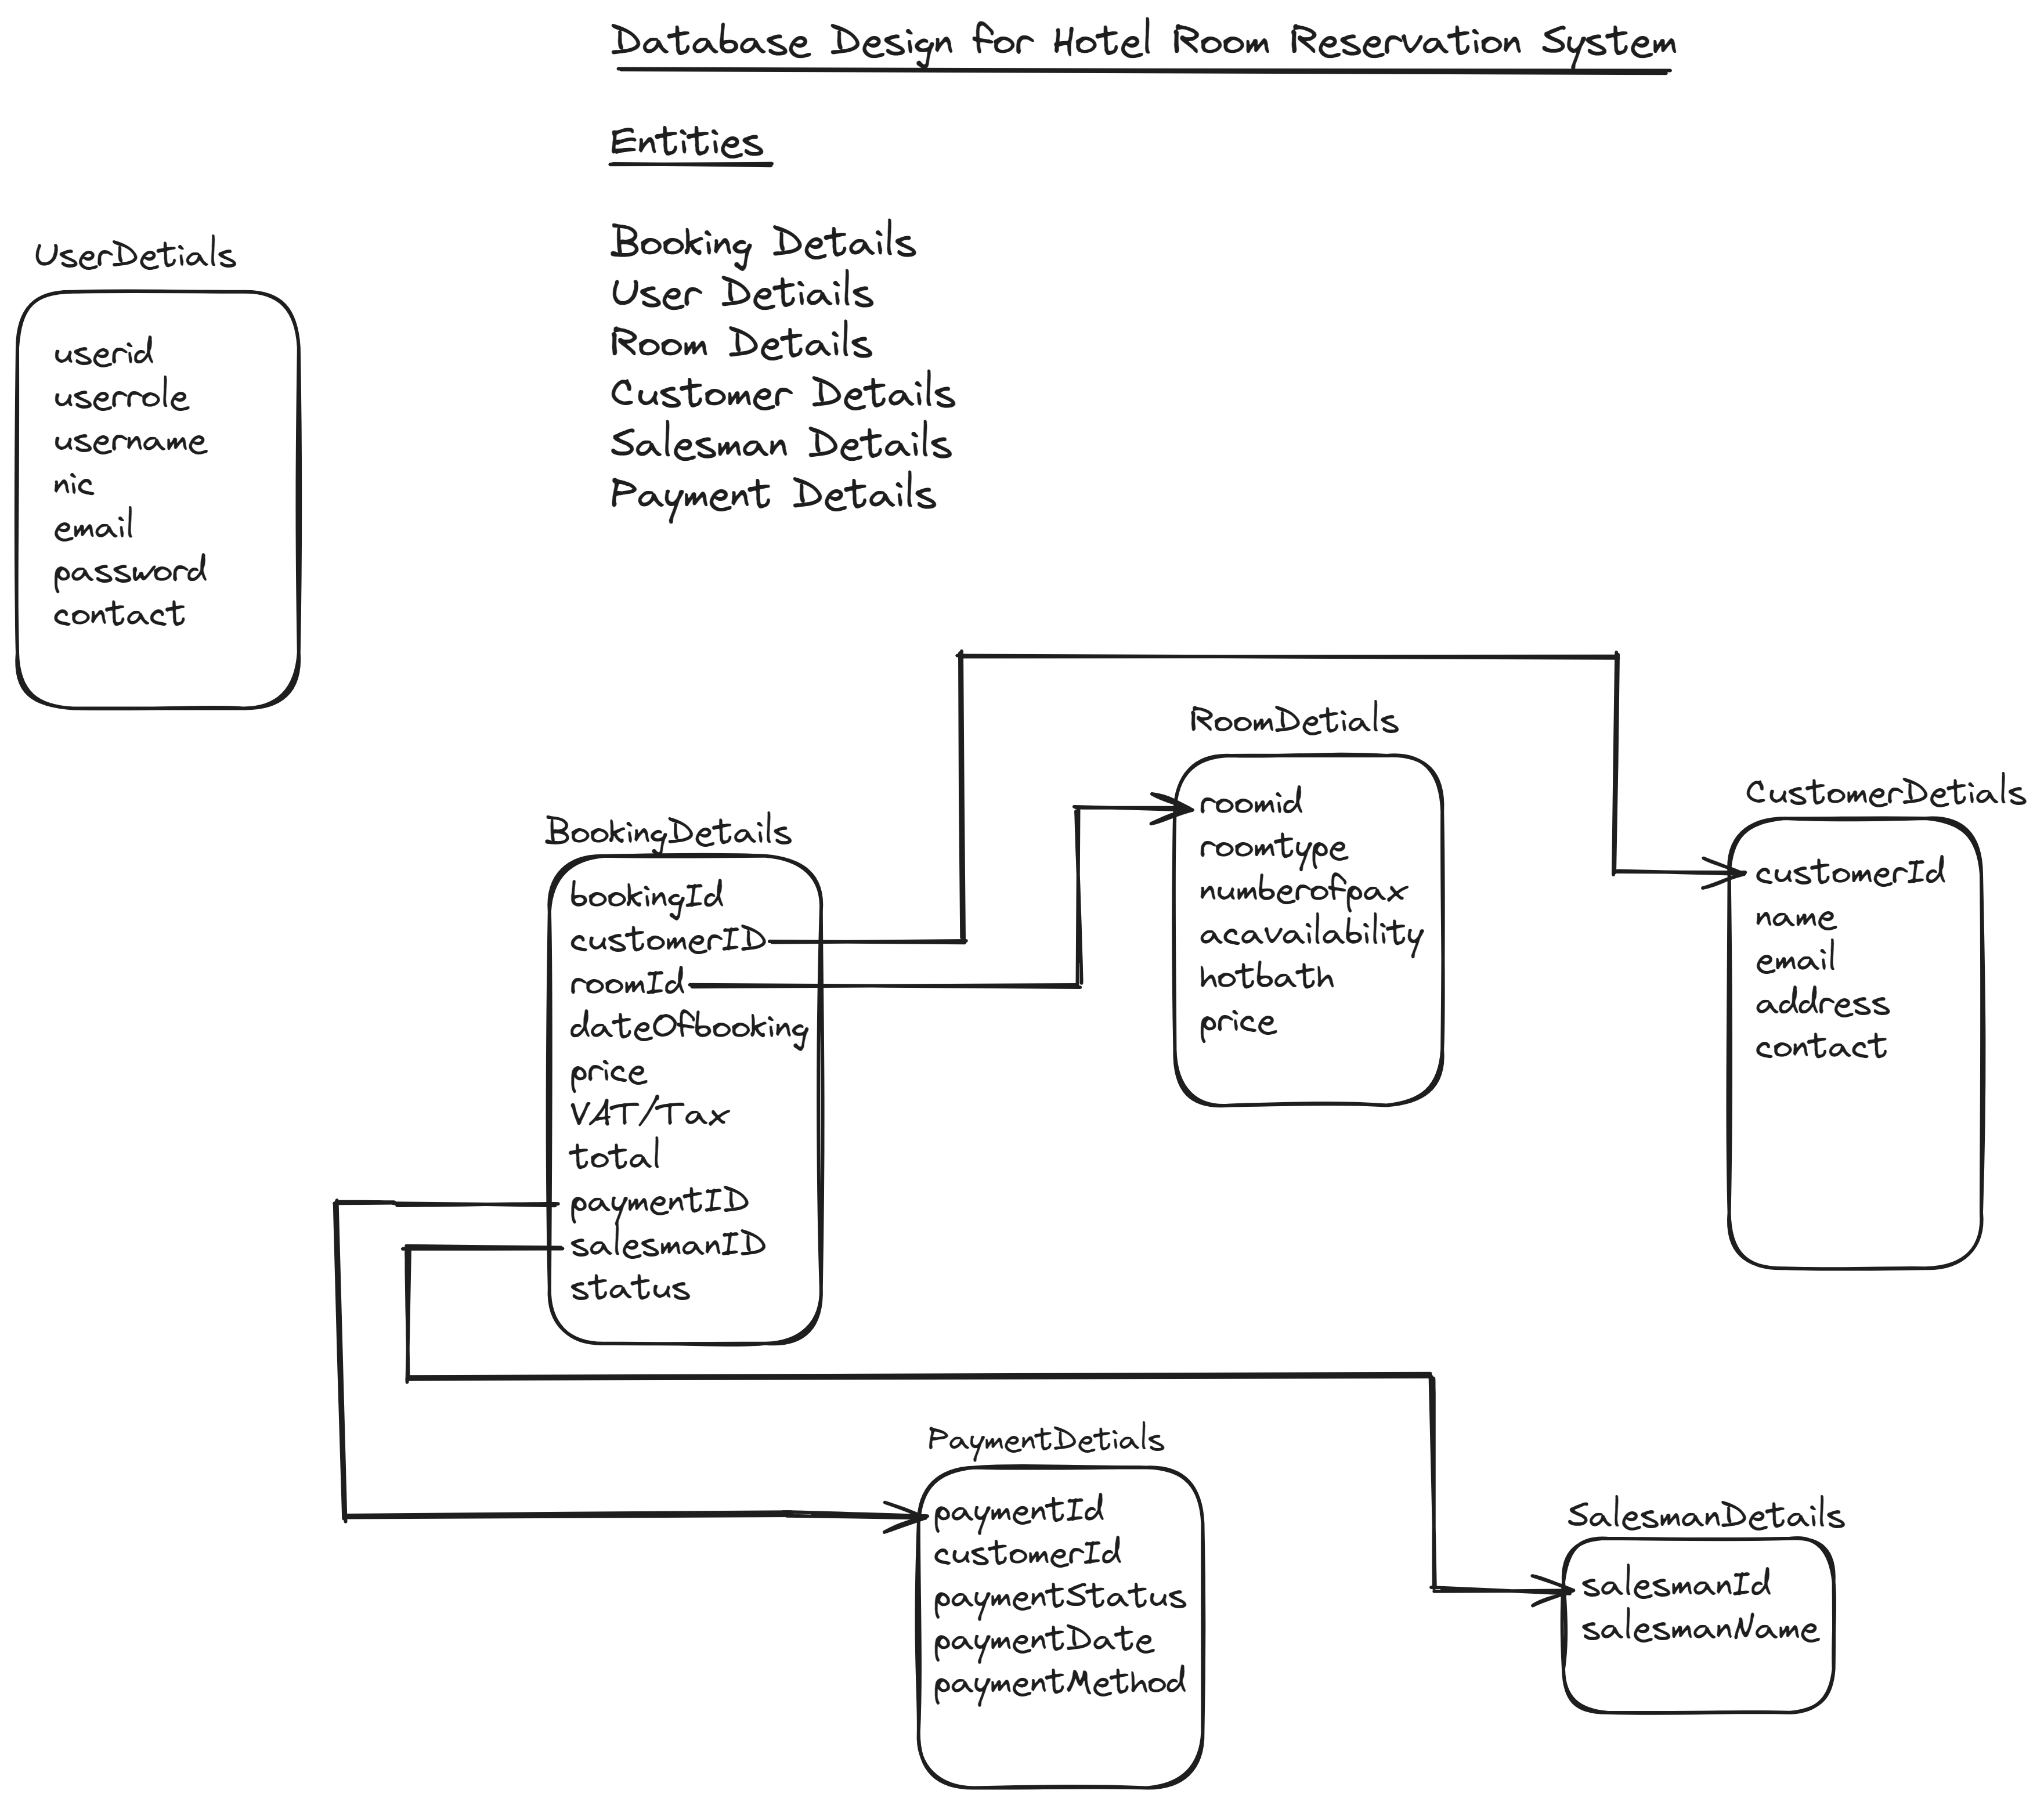 Database Design for Hotel Room Reservation System
Entities
Booking Details
User Detiails
Room Details
Customer Details
Salesman Details
Payment Details
UserDetials
userid
userrole
username
nic
email
password
contact
BookingDetails
bookingId
customerID
roomId
dateOfbooking
price
VAT/Tax
total
paymentID
salesmanID
status
RoomDetials
roomid
roomtype
numberofpax
acavailability
hotbath
price
CustomerDetials
customerId
name
email
address
contact
PaymentDetials
paymentId
customerId
paymentStatus
paymentDate
paymentMethod
SalesmanDetails
salesmanId
salesmanName